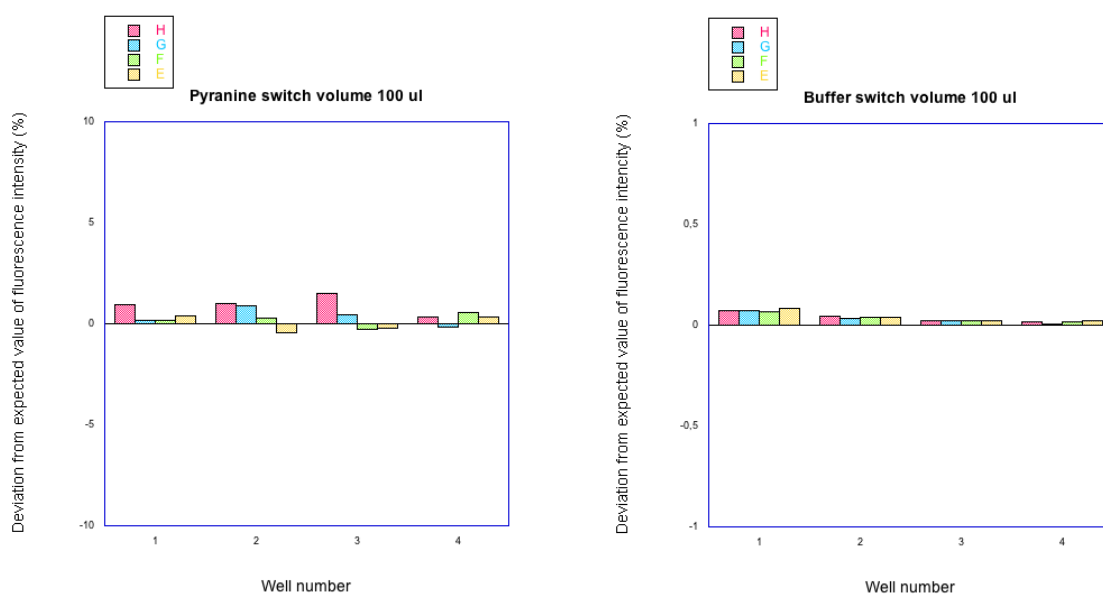 H
G
F
E
Pyranine switch volume 100 ul
Deviation from expected value of fluorescence intensity (%)
10
5
0
-5
-10
1 2 3 4
Well number
H
G
F
E
Buffer switch volume 100 ul
Deviation from expected value of fluorescence intencity (%)
1
0,5
0
-0,5
-1
1 2 3 4
Well number